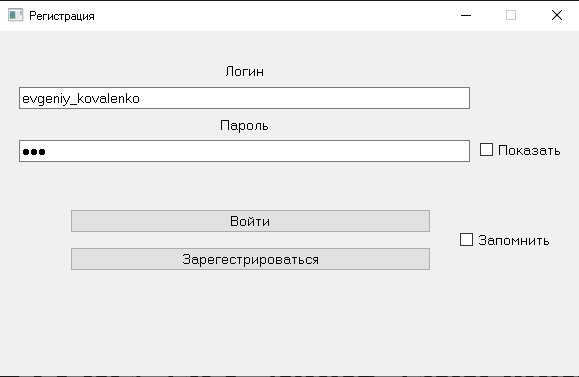 Регистрация
Логин
evgeniy_kovalenko
Пароль
●●●
Показать
Войти
Запомнить
Зарегестрироваться